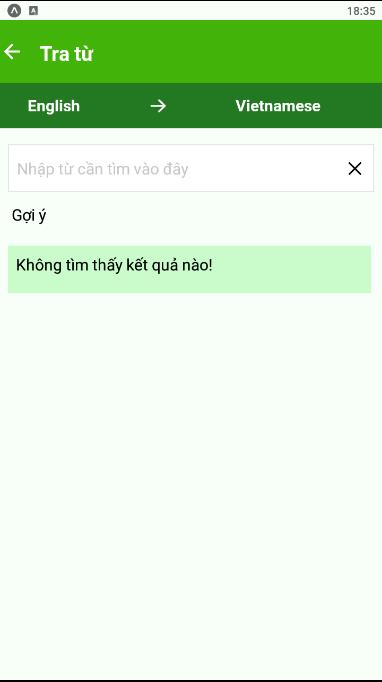 18:35
Tra từ
English → Vietnamese
Nhập từ cần tìm vào đây
Gợi ý
Không tìm thấy kết quả nào!